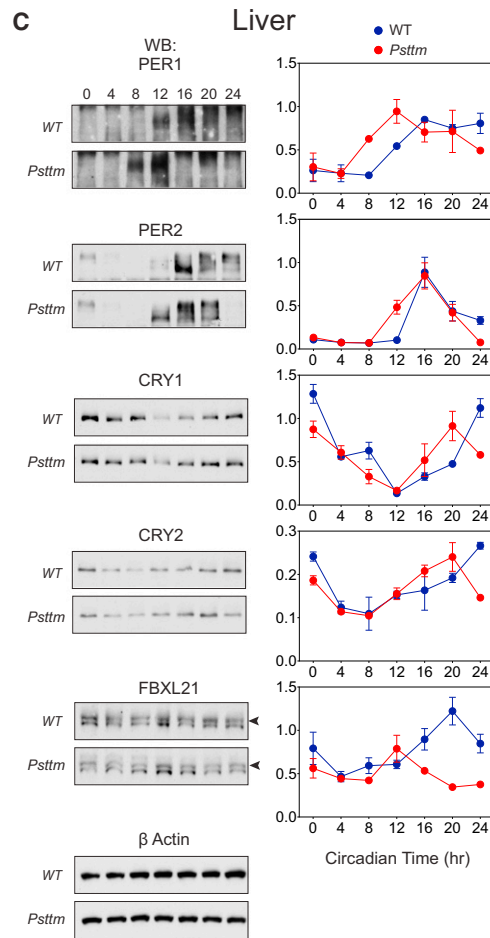 C
Liver
WB:
PER1
0 4 8 12 16 20 24
WT
Psttm
PER2
WT
Psttm
CRY1
WT
Psttm
CRY2
WT
Psttm
FBXL21
WT
Psttm
β Actin
WT
Psttm
WT
Psttm
1.5
1.0
0.5
0.0
0 4 8 12 16 20 24
1.5
1.0
0.5
0.0
0 4 8 12 16 20 24
1.5
1.0
0.5
0.0
0 4 8 12 16 20 24
0.3
0.2
0.1
0.0
0 4 8 12 16 20 24
1.5
1.0
0.5
0.0
0 4 8 12 16 20 24
Circadian Time (hr)